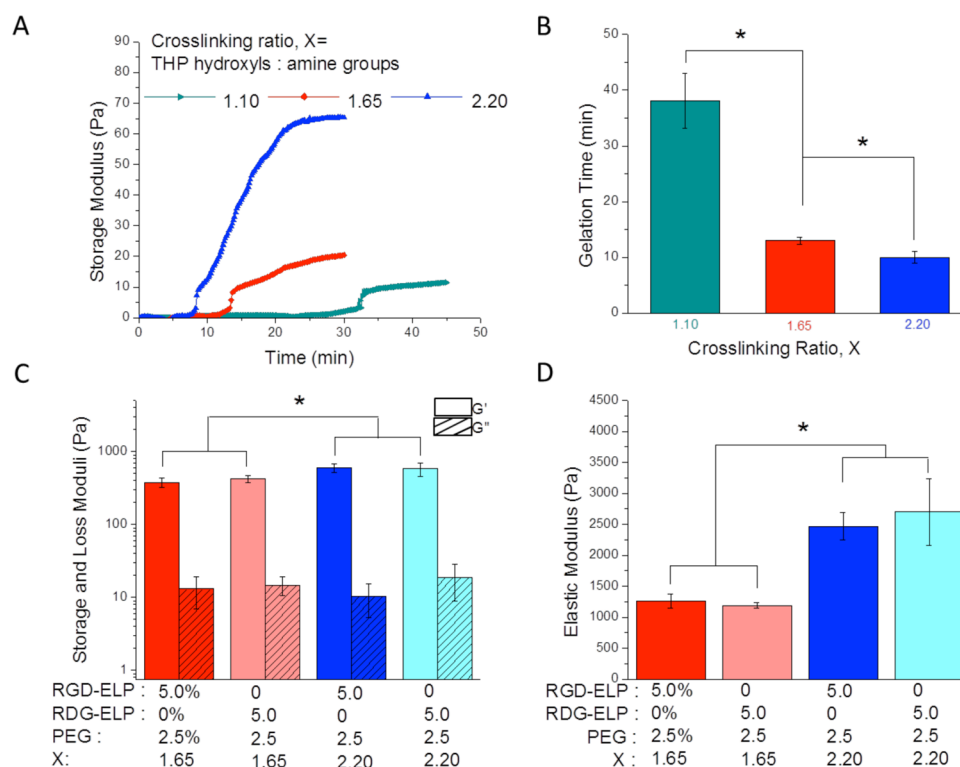 A
Crosslinking ratio, X=
THP hydroxyls : amine groups
1.10 1.65 2.20
Storage Modulus (Pa)
90
80
70
60
50
40
30
20
10
0
0 10 20 30 40 50
Time (min)
B
*
*
Gelation Time (min)
50
40
30
20
10
0
1.10 1.65 2.20
Crosslinking Ratio, X
C
*
G'
G"
Storage and Loss Moduli (Pa)
1000
100
10
1
RGD-ELP : 5.0% 0 5.0 0
RDG-ELP : 0% 5.0 0 5.0
PEG : 2.5% 2.5 2.5 2.5
X: 1.65 1.65 2.20 2.20
D
*
Elastic Modulus (Pa)
4500
4000
3500
3000
2500
2000
1500
1000
500
0
RGD-ELP : 5.0% 0 5.0 0
RDG-ELP : 0% 5.0 0 5.0
PEG : 2.5% 2.5 2.5 2.5
X : 1.65 1.65 2.20 2.20